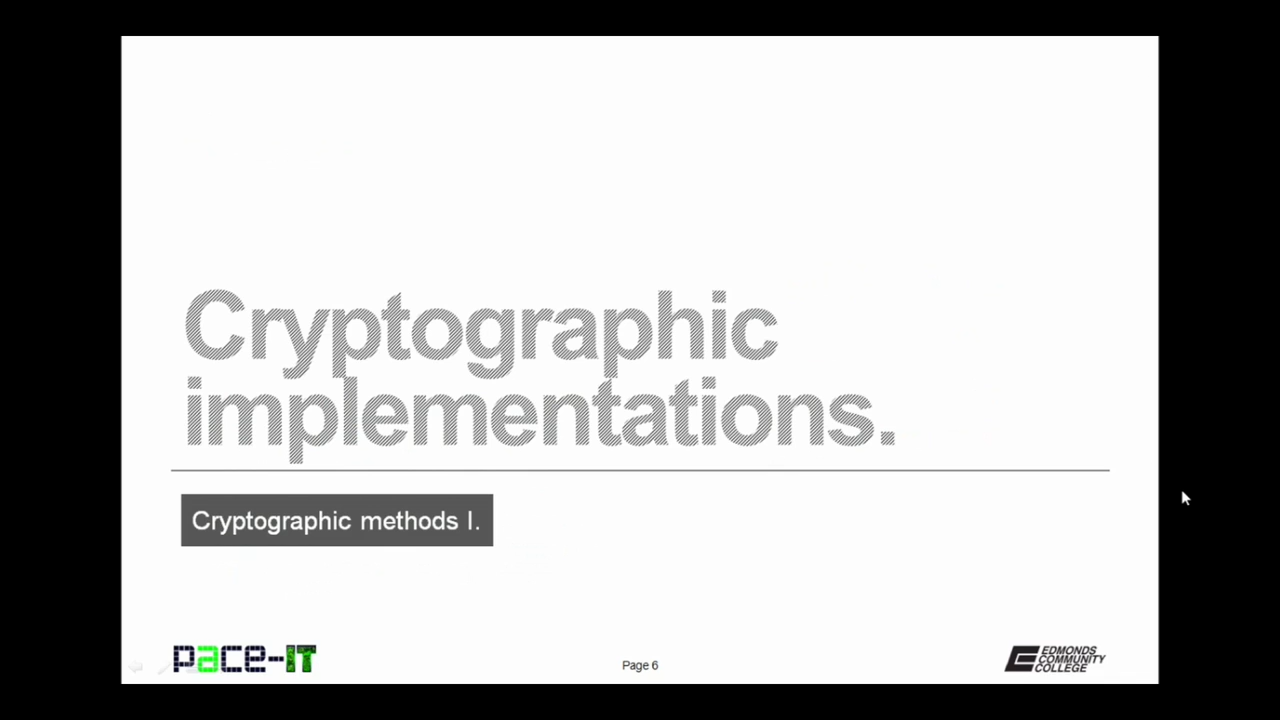 Cryptographic
implementations.
Cryptographic methods I.
pace-IT
Page 6
EDMONDS
COMMUNITY
COLLEGE